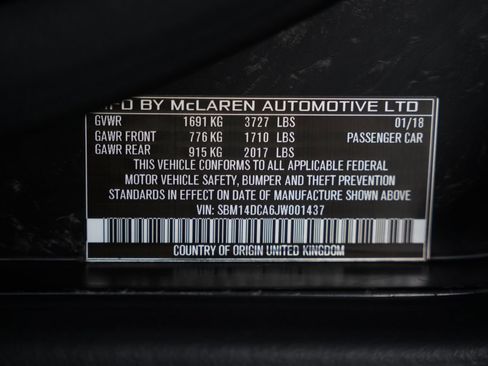 MFD BY McLAREN AUTOMOTIVE LTD
GVWR 1691 KG 3727 LBS 01/18
GAWR FRONT 776 KG 1710 LBS PASSENGER CAR
GAWR REAR 915 KG 2017 LBS
THIS VEHICLE CONFORMS TO ALL APPLICABLE FEDERAL
MOTOR VEHICLE SAFETY, BUMPER AND THEFT PREVENTION
STANDARDS IN EFFECT ON DATE OF MANUFACTURE SHOWN ABOVE
VIN: SBM14DCA6JW001437
COUNTRY OF ORIGIN UNITED KINGDOM